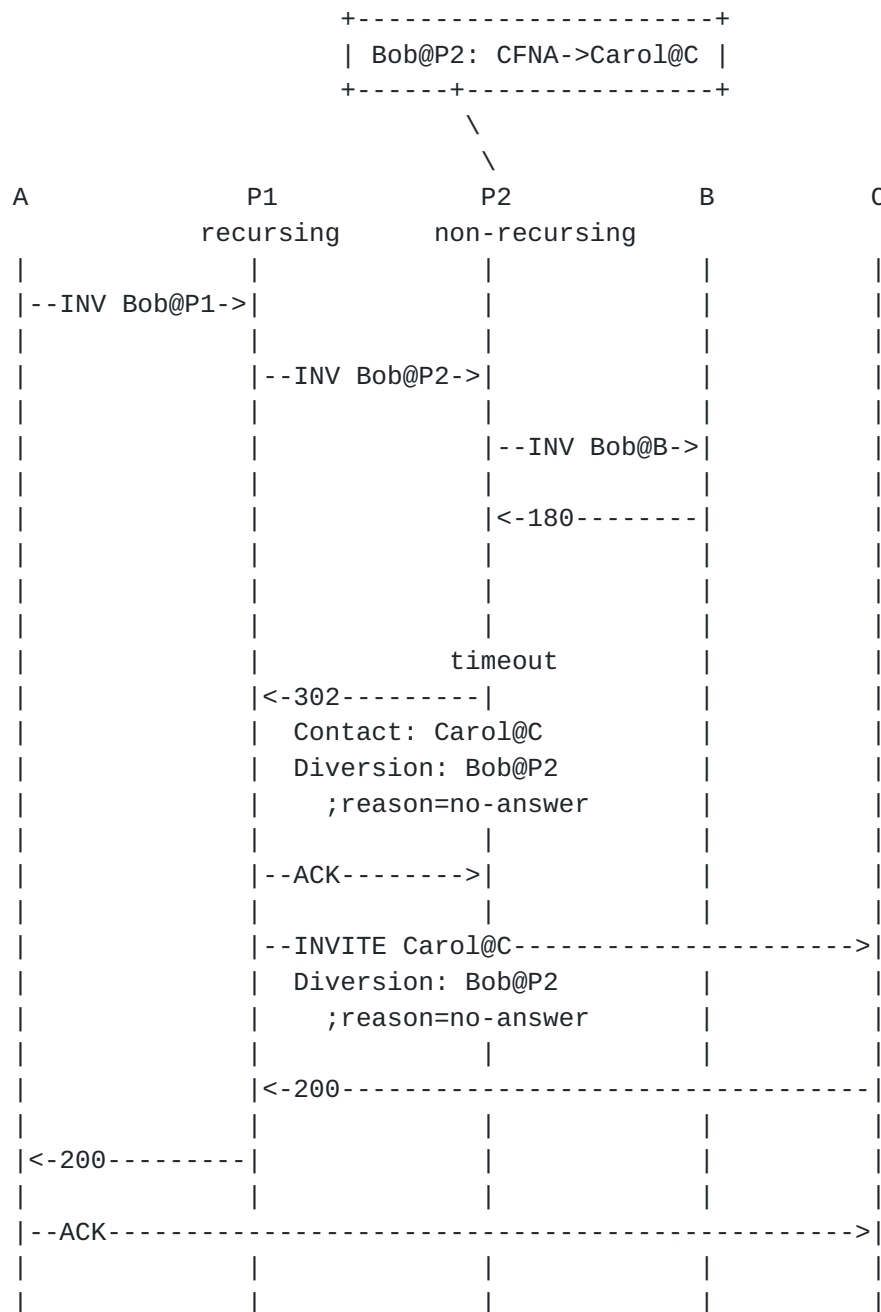 Bob@P2: CFNA->Carol@C
A P1 P2 B C
recursing non-recursing
--INV Bob@P1->
--INV Bob@P2->
--INV Bob@B->
<-180--------
timeout
<-302---------
Contact: Carol@C
Diversion: Bob@P2
;reason=no-answer
--ACK-------->
--INVITE Carol@C---------------------->
Diversion: Bob@P2
;reason=no-answer
<-200----------------------------------
<-200---------
--ACK------------------------------------------------>